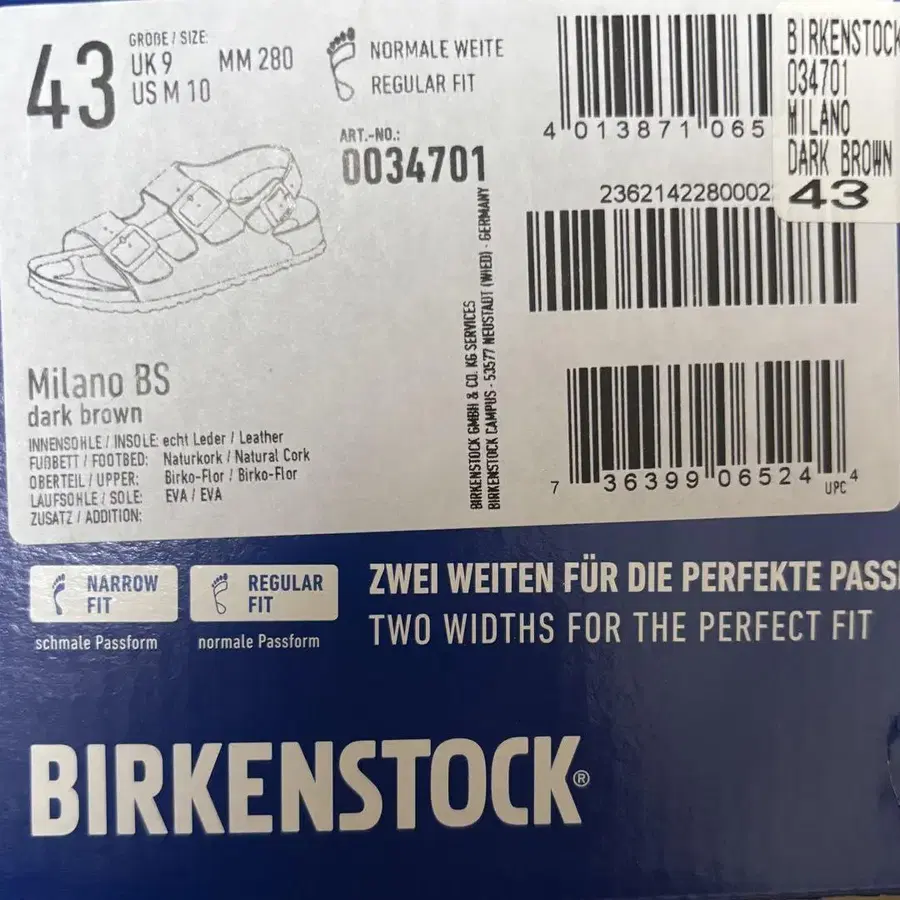 43
GRÖBE / SIZE:
UK 9
US M 10
MM 280
NORMALE WEITE
REGULAR FIT
ART.-NO.:
0034701
4 013871 065
BIRKENSTOCK
034701
MILANO
DARK BROWN
43
2362142280002
BIRKENSTOCK GMBH & CO. KG SERVICES
BIRKENSTOCK CAMPUS - 53577 NEUSTADT (WIED) - GERMANY
Milano BS
dark brown
INNENSOHLE / INSOLE: echt Leder / Leather
FUßBETT / FOOTBED: Naturkork / Natural Cork
OBERTEIL / UPPER: Birko-Flor / Birko-Flor
LAUFSOHLE / SOLE: EVA / EVA
ZUSATZ / ADDITION:
7 36399 06524 4
UPC
NARROW
FIT
schmale Passform
REGULAR
FIT
normale Passform
ZWEI WEITEN FÜR DIE PERFEKTE PASS
TWO WIDTHS FOR THE PERFECT FIT
BIRKENSTOCK®